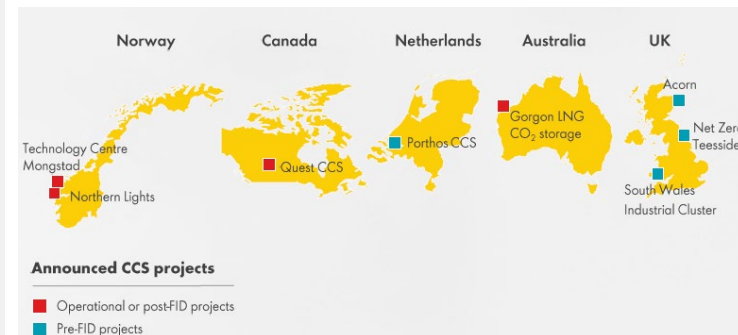 Norway
Canada
Netherlands
Australia
UK
Technology Centre
Mongstad
Northern Lights
Quest CCS
Porthos CCS
Gorgon LNG
CO₂ storage
Acorn
Net Zero
Teesside
South Wales
Industrial Cluster
Announced CCS projects
Operational or post-FID projects
Pre-FID projects